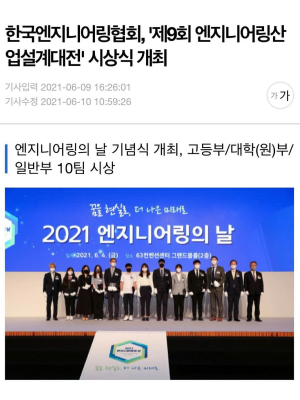 한국엔지니어링협회, '제9회 엔지니어링산
업설계대전' 시상식 개최
기사입력 2021-06-09 16:26:01
기사수정 2021-06-10 10:59:26
가 가
엔지니어링의 날 기념식 개최, 고등부/대학(원)부/
일반부 10팀 시상
꿈을 현실로, 더 나은 미래로
2021 엔지니어링의 날
2021. 6. 4. (금)
63컨벤션센터 그랜드볼룸(2층)